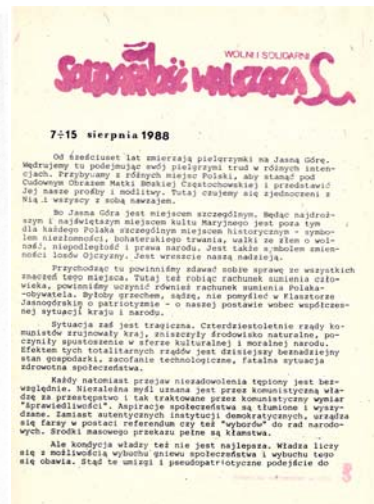 WOLNI I SOLIDARNI
SOLIDARNOŚĆ WALCZĄCA
7÷15 sierpnia 1988
Od sześciuset lat zmierzają pielgrzymki na Jasną Górę.
Wędrujemy tu podejmując swój pielgrzymi trud w różnych inten-
cjach. Przybywamy z różnych miejsc Polski, aby stanąć pod
Cudownym Obrazem Matki Boskiej Częstochowskiej i przedstawić
Jej nasze prośby i modlitwy. Tutaj czujemy się zjednoczeni z
Nią i wszyscy z sobą nawzajem.
Bo Jasna Góra jest miejscem szczególnym. Będąc najdroż-
szym i najświętszym miejscem kultu Maryjnego jest poza tym
dla każdego Polaka szczególnym miejscem historycznym - symbo-
lem niezłomności, bohaterskiego trwania, walki ze złem o wol-
ność, niepodległość i prawa narodu. Jest także symbolem zmien-
ności losów Ojczyzny. Jest wreszcie naszą nadzieją.
Przychodząc tu powinniśmy zdawać sobie sprawę ze wszystkich
znaczeń tego miejsca. Tutaj też robiąc rachunek sumienia czło-
wieka, powinniśmy uczynić również rachunek sumienia Polaka-
-obywatela. Byłoby grzechem, sądzę, nie pomyśleć w Klasztorze
Jasnogórskim o patriotyzmie - o naszej postawie wobec współczes-
nej sytuacji kraju i narodu.
Sytuacja zaś jest tragiczna. Czterdziestoletnie rządy ko-
munistów zrujnowały kraj, zniszczyły środowisko naturalne, po-
czyniły spustoszenie w sferze kulturalnej i moralnej narodu.
Efektem tych totalitarnych rządów jest dzisiejszy beznadziejny
stan gospodarki, zacofanie technologiczne, fatalna sytuacja
zdrowotna społeczeństwa.
Każdy natomiast przejaw niezadowolenia tępiony jest bez-
względnie. Niezależna myśl uznana jest przez komunistyczną wła-
dzę za przestępstwo i tak traktowane przez komunistyczny wymiar
"Sprawiedliwości". Aspiracje społeczeństwa są tłumione i wyszy-
dzane. Zamiast autentycznych instytucji demokratycznych, urządza
się farsy w postaci referendum czy też "wyborów" do rad narodo-
wych. Środki masowego przekazu pełne są kłamstwa.
Ale kondycja władzy też nie jest najlepsza. Władza liczy
się z możliwością wybuchu gniewu społeczeństwa i wybuchu tego
się obawia. Stąd te umizgi i pseudopatriotyczne podejście do